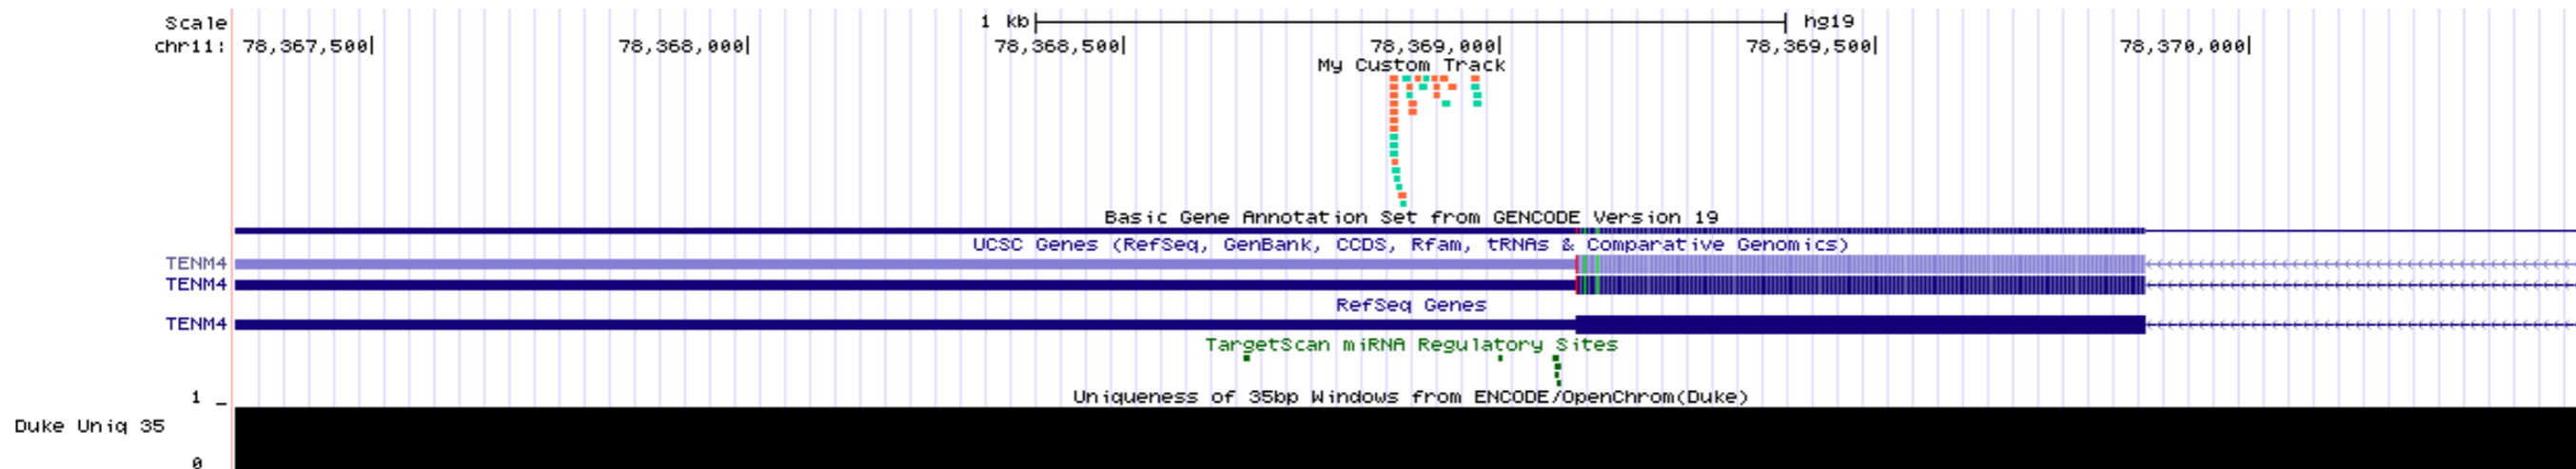 Scale 1 kb hg19
chr11: 78,367,500| 78,368,000| 78,368,500| 78,369,000| 78,369,500| 78,370,000|
My Custom Track
Basic Gene Annotation Set from GENCODE Version 19
UCSC Genes (RefSeq, GenBank, CCDS, Rfam, tRNAs & Comparative Genomics)
TENM4
TENM4
RefSeq Genes
TENM4
TargetScan miRNA Regulatory Sites
Uniqueness of 35bp Windows from ENCODE/OpenChrom(Duke)
1 _
Duke Uniq 35
0